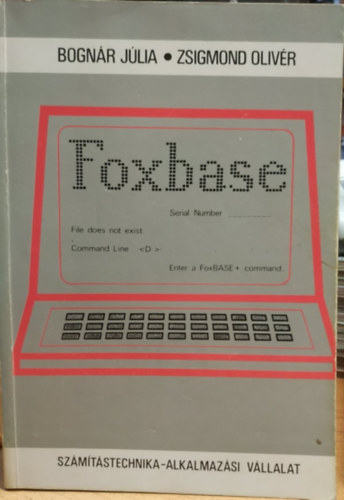 BOGNÁR JÚLIA • ZSIGMOND OLIVÉR
Foxbase
Serial Number _ _ _ _ _ _ _ _ _
File does not exist
.
Command Line <D >
Enter a FoxBASE+ command.
SZÁMÍTÁSTECHNIKA-ALKALMAZÁSI VÁLLALAT